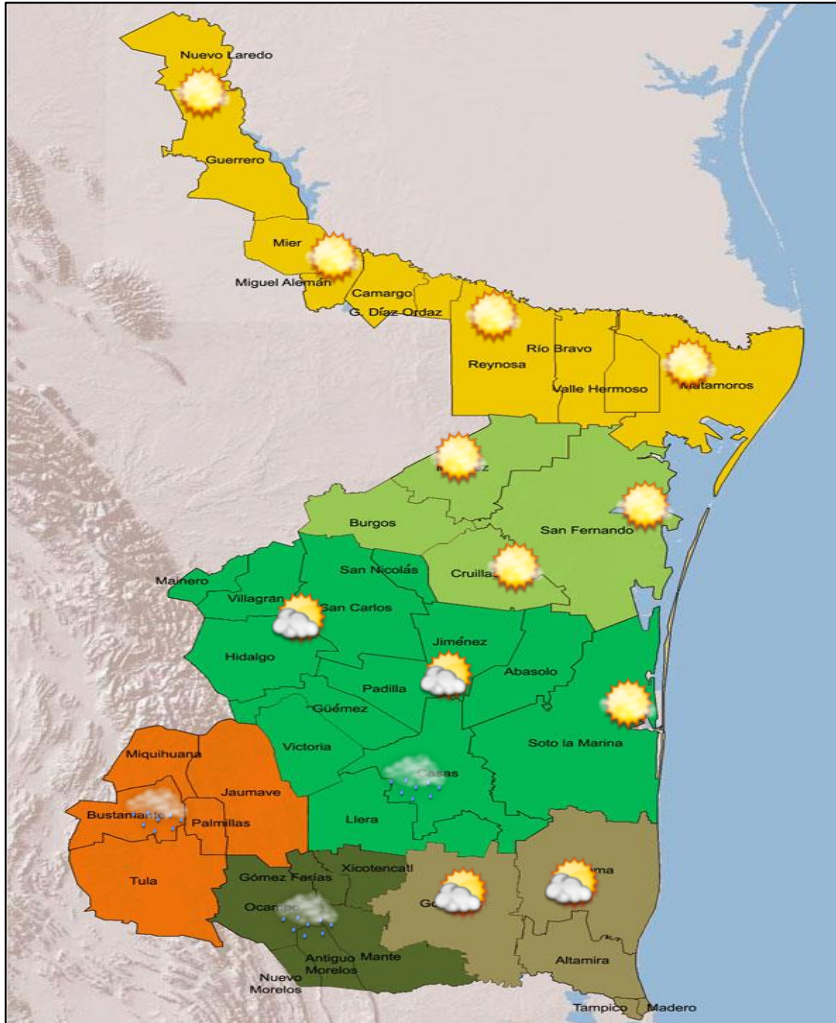 Nuevo Laredo
Guerrero
Mier
Miguel Alemán
Camargo
G. Díaz Ordaz
Reynosa
Río Bravo
Valle Hermoso
Matamoros
Burgos
San Fernando
San Nicolás
Mainero
Villagrán
San Carlos
Hidalgo
Jiménez
Abasolo
Padilla
Güémez
Victoria
Soto la Marina
Casas
Llera
Miquihuana
Jaumave
Palmillas
Tula
Xicotencatl
Gómez Farías
Antiguo
Morelos
Mante
Nuevo
Morelos
Altamira
Tampico
Madero